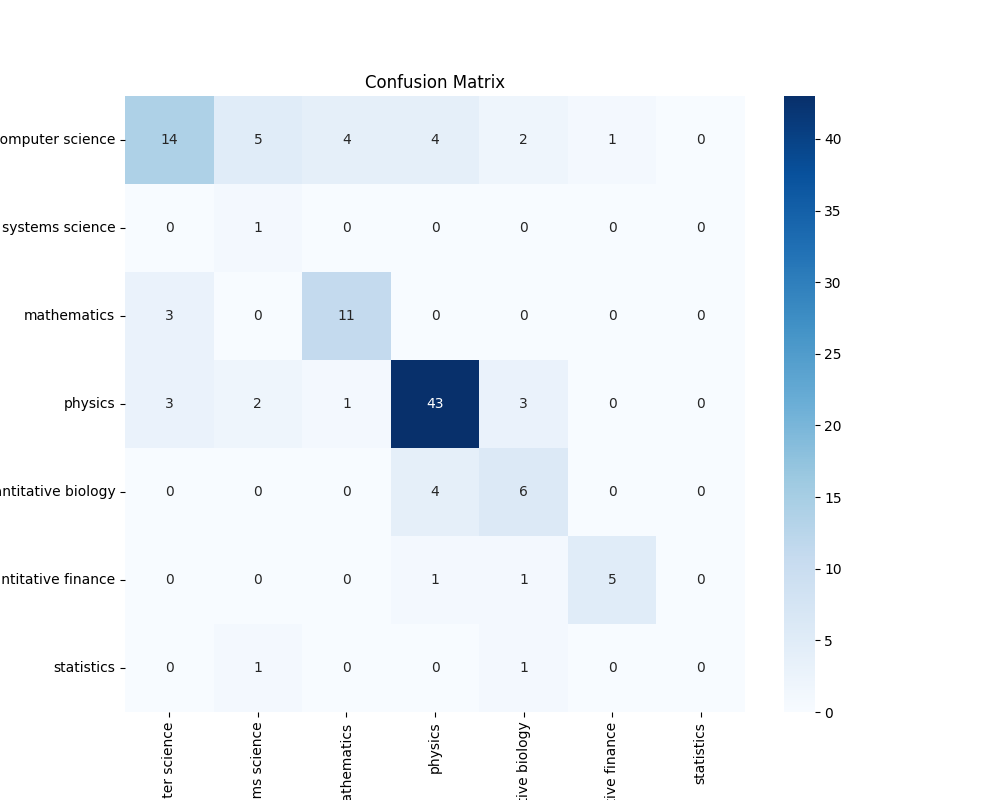 Confusion Matrix
omputer science 14 5 4 4 2 1 0
systems science 0 1 0 0 0 0 0
mathematics 3 0 11 0 0 0 0
physics 3 2 1 43 3 0 0
antitative biology 0 0 0 4 6 0 0
ntitative finance 0 0 0 1 1 5 0
statistics 0 1 0 0 1 0 0
ter science
ms science
athematics
physics
tive biology
ive finance
statistics
40
35
30
25
20
15
10
5
0